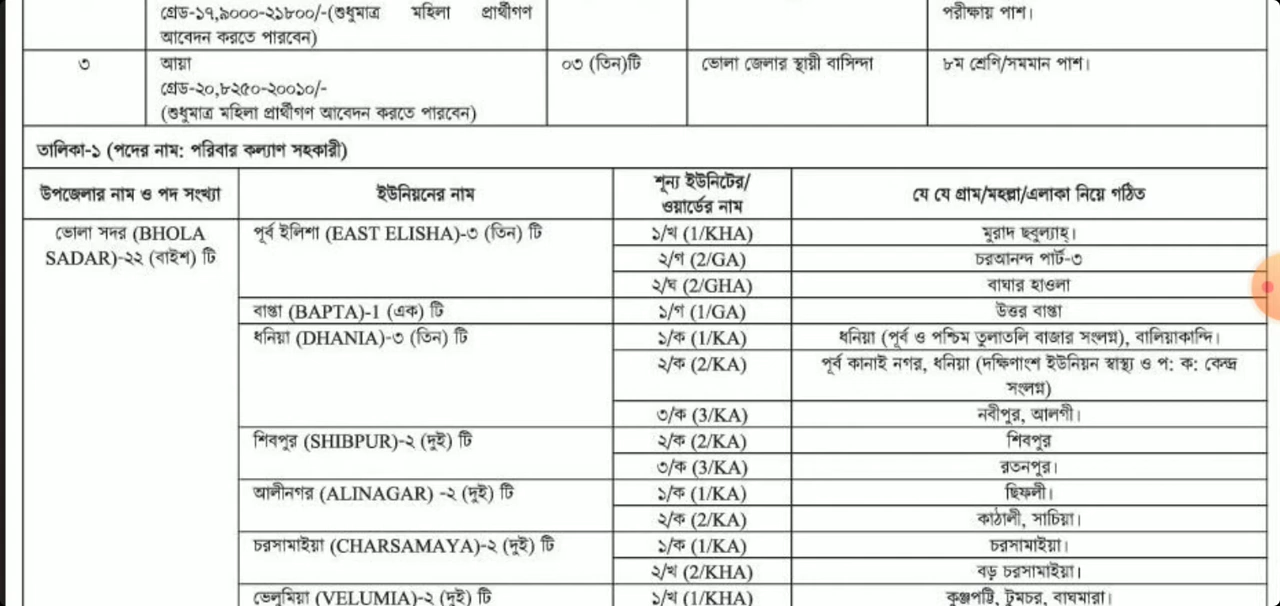 গ্রেড-১৭,৯০০০-২১৮০০/-(শুধুমাত্র মহিলা প্রার্থীগণ
আবেদন করতে পারবেন)
পরীক্ষায় পাশ।
৩
আয়া
গ্রেড-২০,৮২৫০-২০০১০/-
(শুধুমাত্র মহিলা প্রার্থীগণ আবেদন করতে পারবেন)
০৩ (তিন)টি
ভোলা জেলার স্থায়ী বাসিন্দা
৮ম শ্রেণি/সমমান পাশ।
তালিকা-১ (পদের নাম: পরিবার কল্যাণ সহকারী)
উপজেলার নাম ও পদ সংখ্যা
ইউনিয়নের নাম
শূন্য ইউনিটের/
ওয়ার্ডের নাম
যে যে গ্রাম/মহল্লা/এলাকা নিয়ে গঠিত
ভোলা সদর (BHOLA
SADAR)-২২ (বাইশ) টি
পূর্ব ইলিশা (EAST ELISHA)-৩ (তিন) টি
১/খ (1/KHA)
মুরাদ ছবুল্যাহ্।
২/গ (2/GA)
চরআনন্দ পার্ট-৩
২/ঘ (2/GHA)
বাঘার হাওলা
বাপ্তা (BAPTA)-1 (এক) টি
১/গ (1/GA)
উত্তর বাপ্তা
ধনিয়া (DHANIA)-৩ (তিন) টি
১/ক (1/KA)
ধনিয়া (পূর্ব ও পশ্চিম তুলাতলি বাজার সংলগ্ন), বালিয়াকান্দি।
২/ক (2/KA)
পূর্ব কানাই নগর, ধনিয়া (দক্ষিণাংশ ইউনিয়ন স্বাস্থ্য ও প: ক: কেন্দ্র
সংলগ্ন)
৩/ক (3/KA)
নবীপুর, আলগী।
শিবপুর (SHIBPUR)-২ (দুই) টি
২/ক (2/KA)
শিবপুর
৩/ক (3/KA)
রতনপুর।
আলীনগর (ALINAGAR) -২ (দুই) টি
১/ক (1/KA)
ছিফলী।
২/ক (2/KA)
কাঠালী, সাচিয়া।
চরসামাইয়া (CHARSAMAYA)-২ (দুই) টি
১/ক (1/KA)
চরসামাইয়া।
২/খ (2/KHA)
বড় চরসামাইয়া।
ভেলুমিয়া (VELUMIA)-২ (দুই) টি
১/খ (1/KHA)
কুঞ্জপট্টি, টুমচর, বাঘমারা।